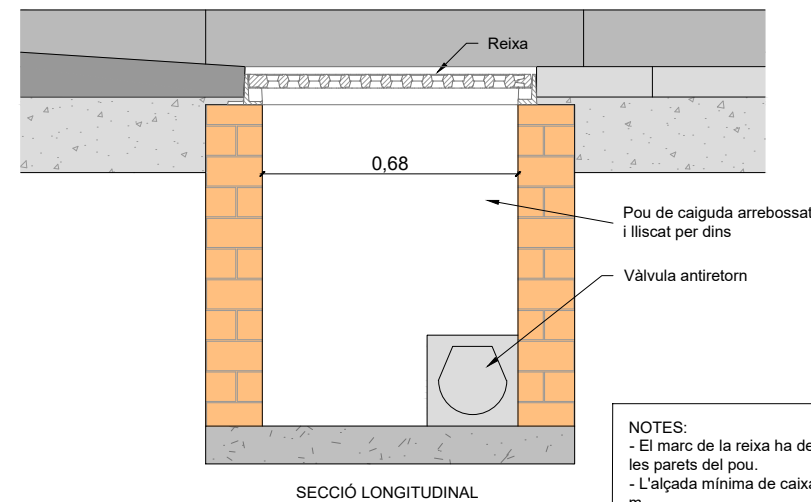 Reixa
0,68
Pou de caiguda arrebossat
i lliscat per dins
Vàlvula antiretorn
NOTES:
- El marc de la reixa ha de
les parets del pou.
- L'alçada mínima de caixa
m
SECCIÓ LONGITUDINAL